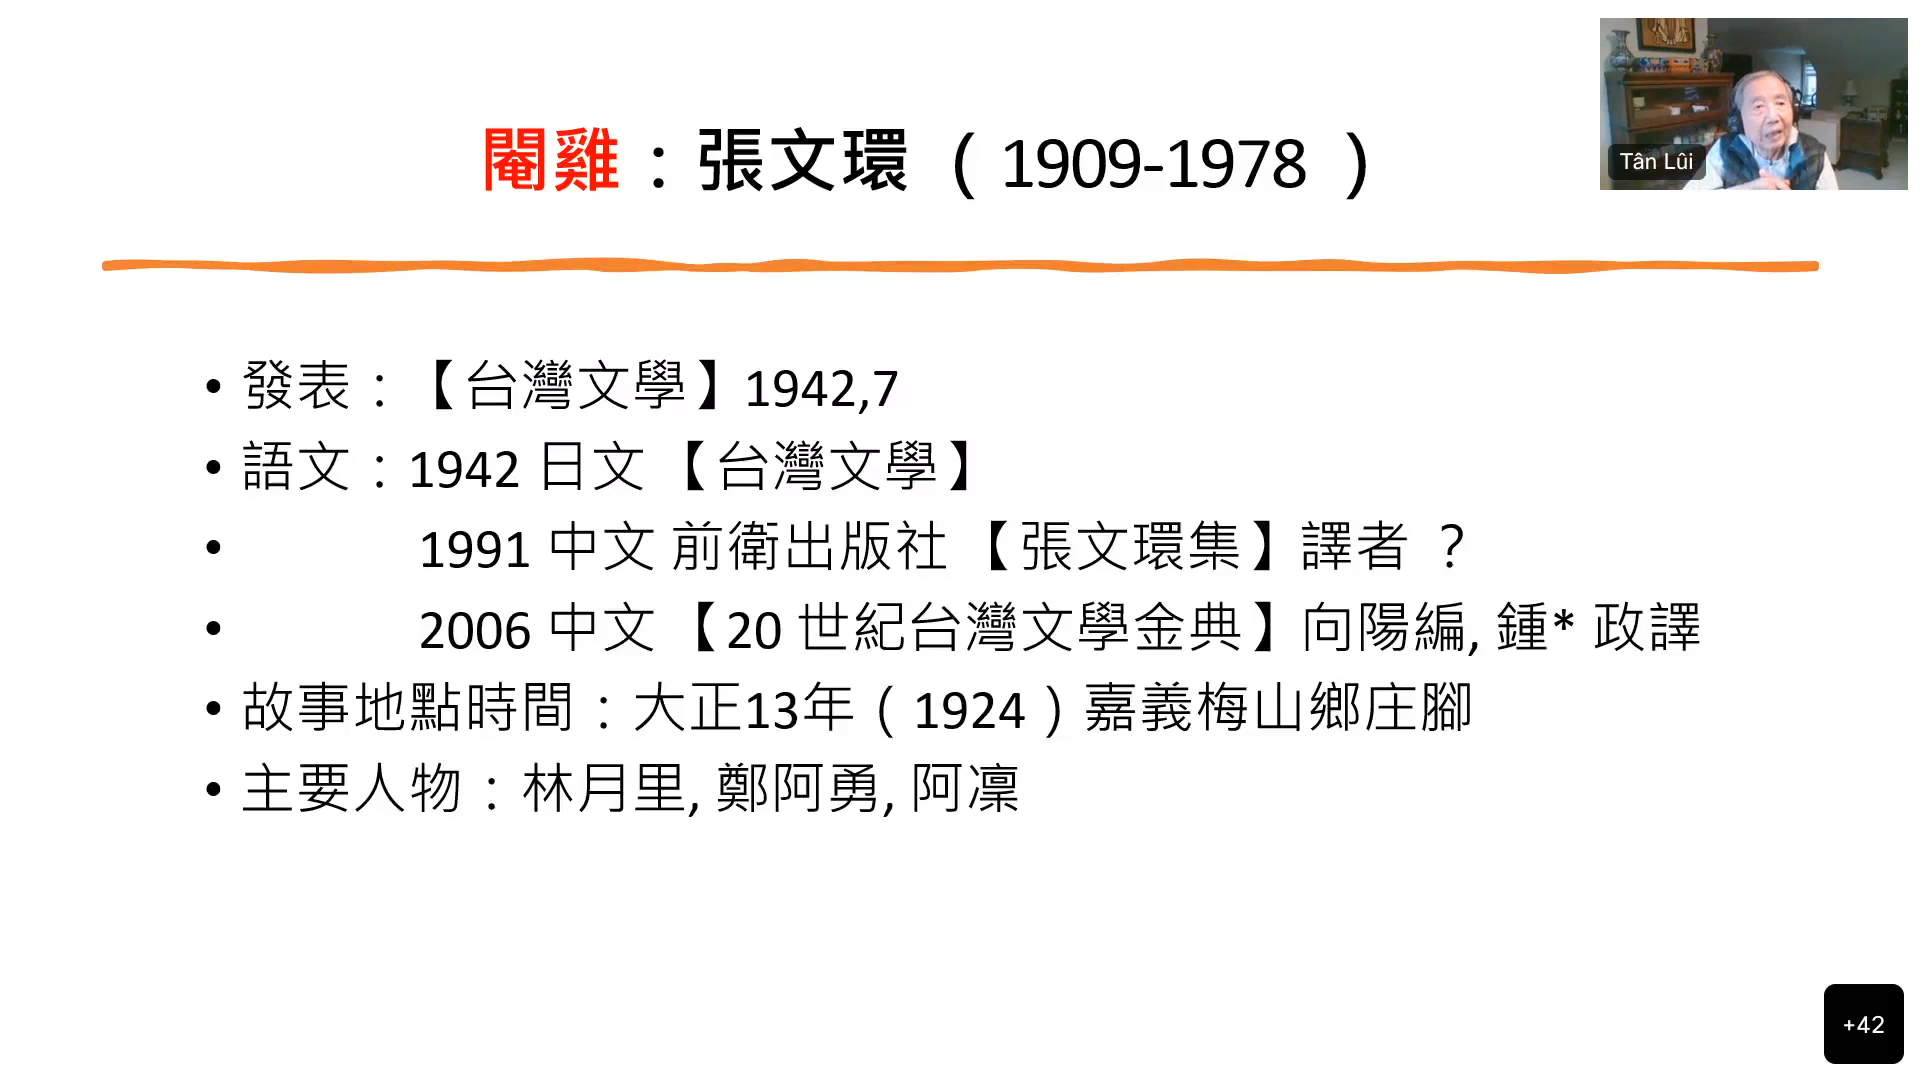 閹雞：張文環（1909-1978）
Tân Lûi
• 發表：【台灣文學】1942,7
• 語文：1942 日文【台灣文學】
• 1991 中文 前衛出版社【張文環集】譯者 ？
• 2006 中文【20 世紀台灣文學金典】向陽編, 鍾* 政譯
• 故事地點時間：大正13年（1924）嘉義梅山鄉庄腳
• 主要人物：林月里, 鄭阿勇, 阿凜
+42